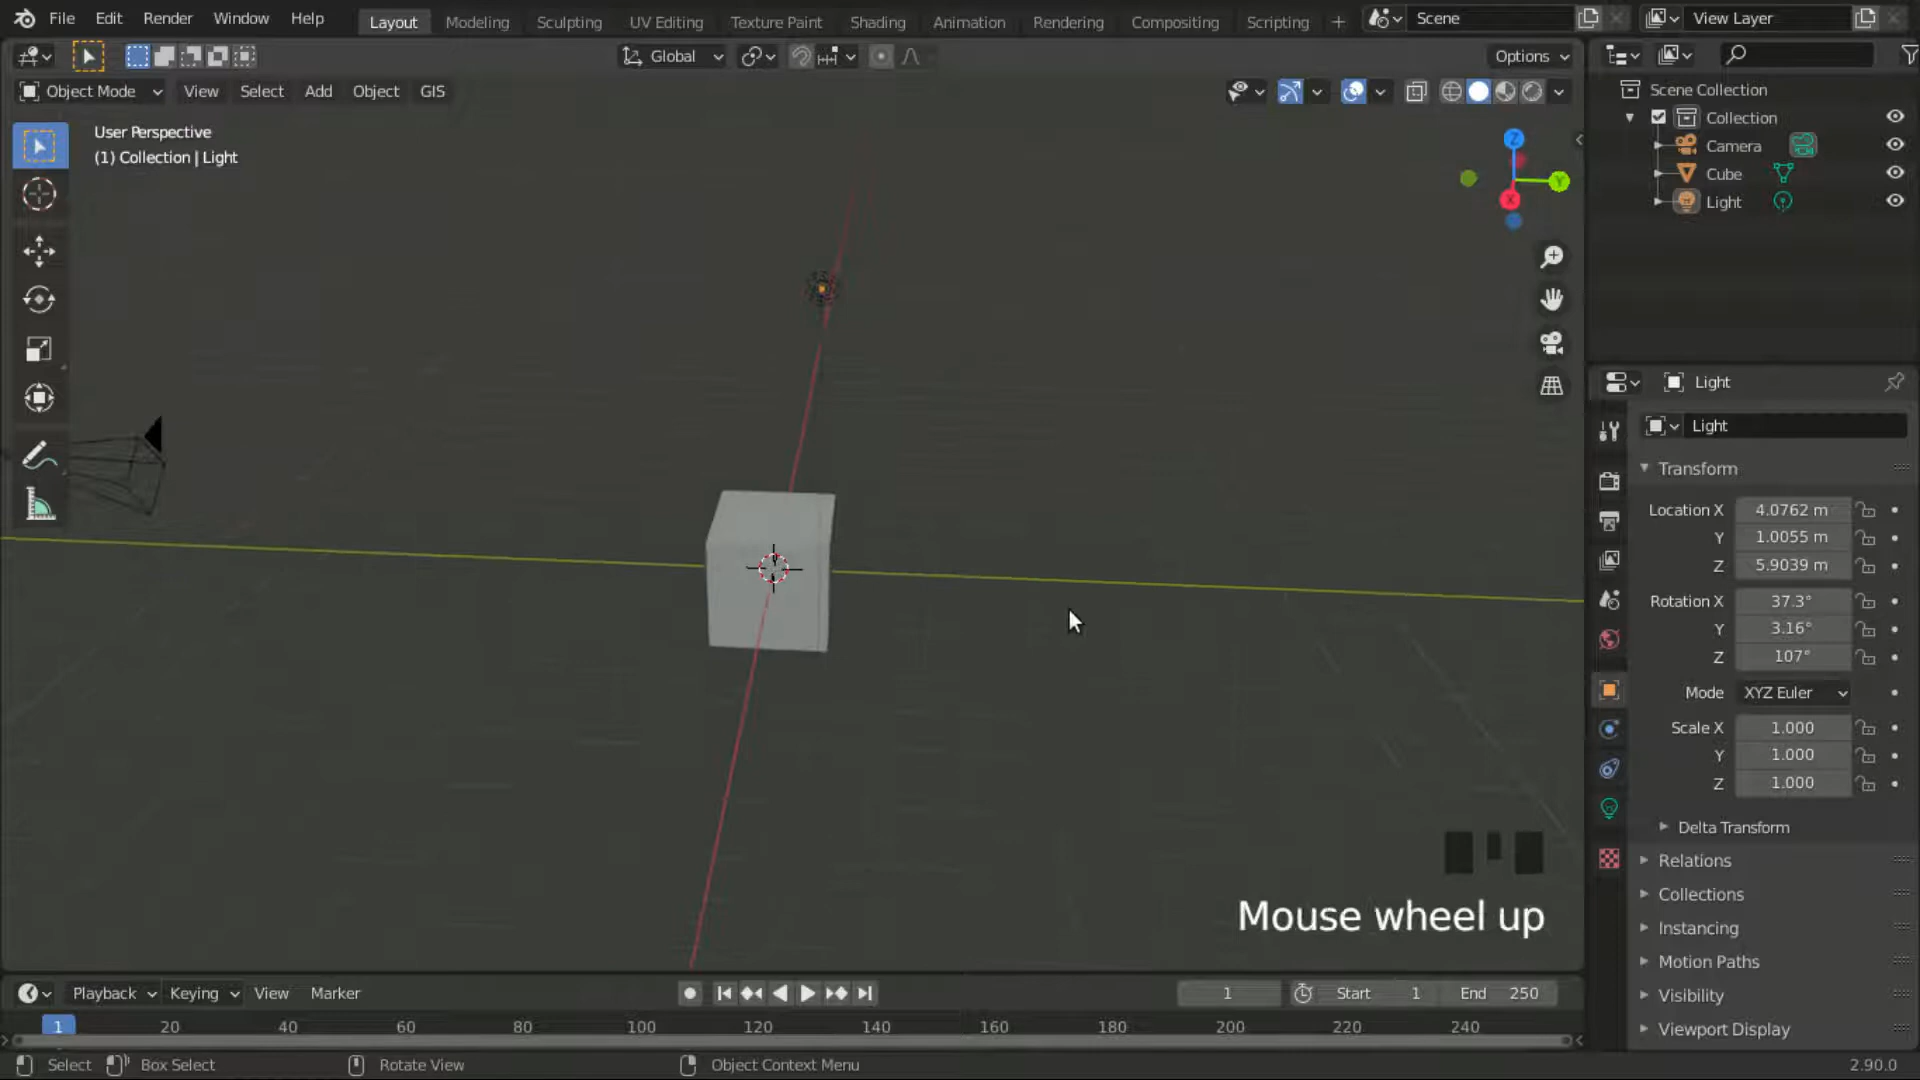 File Edit Render Window Help Layout Modeling Sculpting UV Editing Texture Paint Shading Animation Rendering Compositing Scripting + Scene View Layer
Global Options
Object Mode View Select Add Object GIS
User Perspective
(1) Collection | Light
Z
Y
X
Scene Collection
Collection
Camera
Cube
Light
Light
Light
Transform
Location X 4.0762 m
Y 1.0055 m
Z 5.9039 m
Rotation X 37.3°
Y 3.16°
Z 107°
Mode XYZ Euler
Scale X 1.000
Y 1.000
Z 1.000
Delta Transform
Relations
Collections
Instancing
Motion Paths
Visibility
Viewport Display
Mouse wheel up
Playback Keying View Marker 1 Start 1 End 250
1 20 40 60 80 100 120 140 160 180 200 220 240
Select Box Select Rotate View Object Context Menu 2.90.0